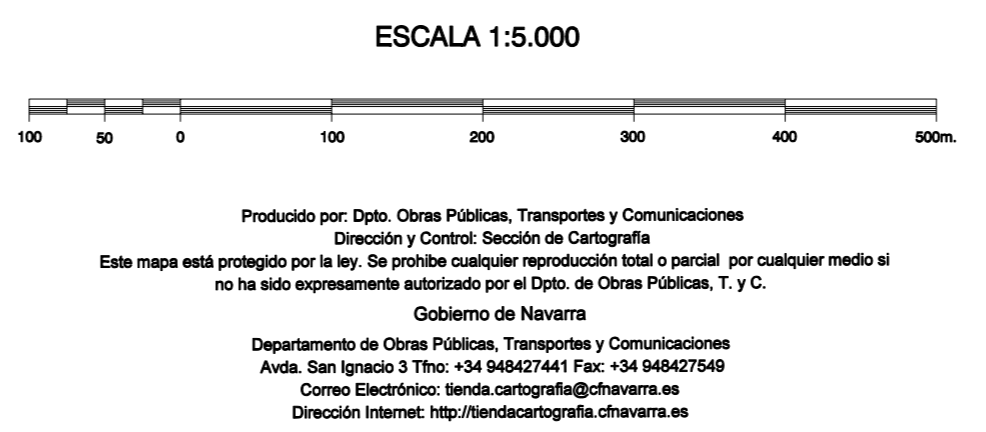 ESCALA 1:5.000
100 50 0 100 200 300 400 500m.
Producido por: Dpto. Obras Públicas, Transportes y Comunicaciones
Dirección y Control: Sección de Cartografía
Este mapa está protegido por la ley. Se prohibe cualquier reproducción total o parcial por cualquier medio si
no ha sido expresamente autorizado por el Dpto. de Obras Públicas, T. y C.
Gobierno de Navarra
Departamento de Obras Públicas, Transportes y Comunicaciones
Avda. San Ignacio 3 Tfno: +34 948427441 Fax: +34 948427549
Correo Electrónico: tienda.cartografia@cfnavarra.es
Dirección Internet: http://tiendacartografia.cfnavarra.es